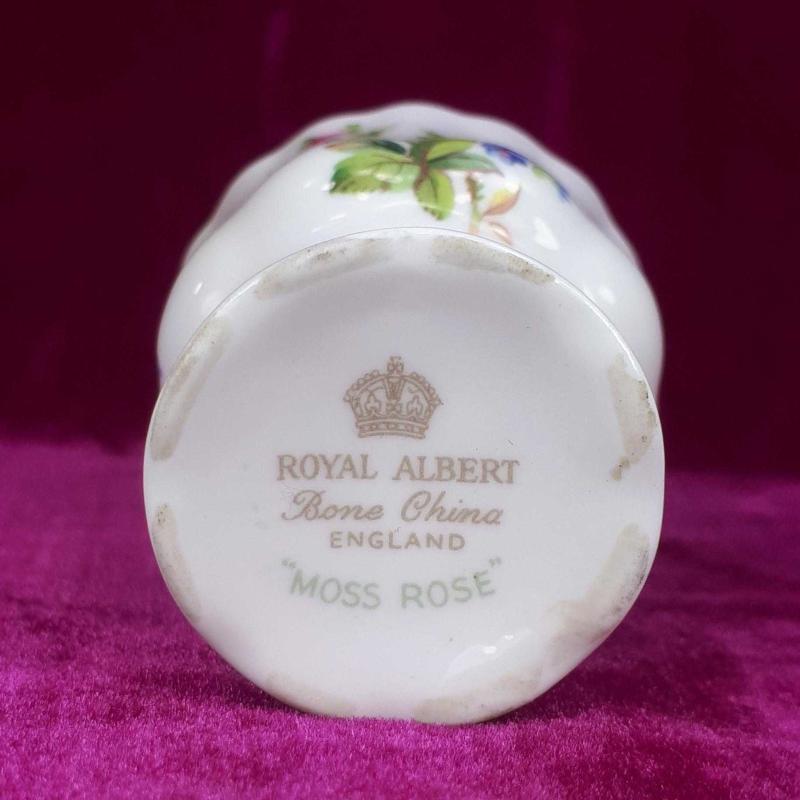 ROYAL ALBERT
Bone China
ENGLAND
"MOSS ROSE"